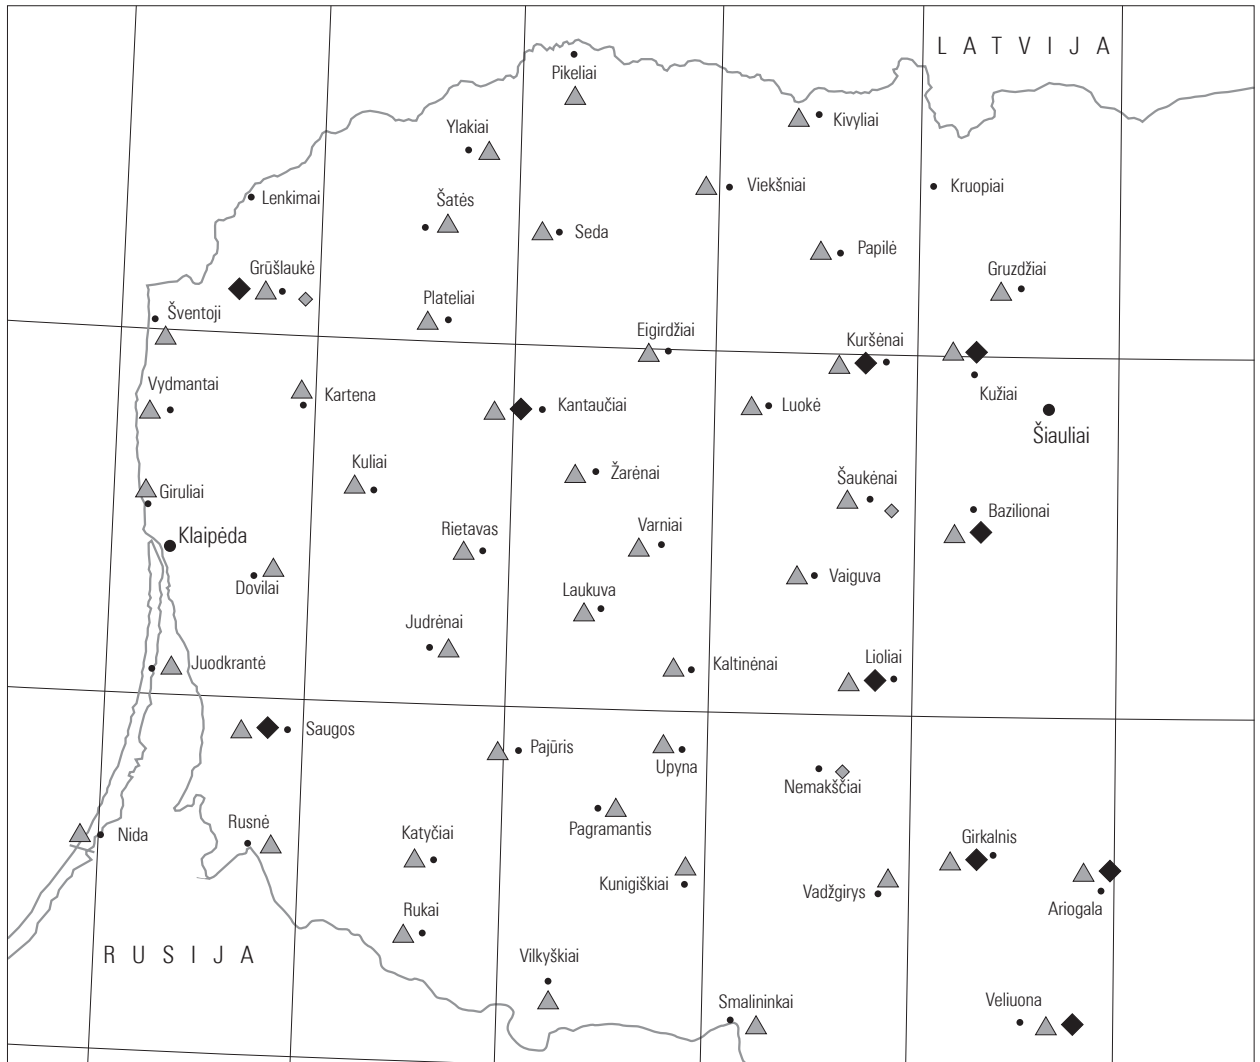 LATVIJA
Pikeliai
Kivyliai
Ylakiai
Viekšniai
Kruopiai
Lenkimai
Šatės
Seda
Papilė
Grūšlaukė
Gruzdžiai
Plateliai
Šventoji
Eigirdžiai
Kuršėnai
Vydmantai
Kartena
Kantaučiai
Luokė
Kužiai
Šiauliai
Kuliai
Žarėnai
Šaukėnai
Giruliai
Bazilionai
Klaipėda
Rietavas
Varniai
Dovilai
Vaiguva
Laukuva
Judrėnai
Juodkrantė
Kaltinėnai
Lioliai
Saugos
Pajūris
Upyna
Nemakščiai
Nida
Rusnė
Katyčiai
Pagramantis
Girkalnis
Kunigiškiai
Vadžgirys
Ariogala
Rukai
RUSIJA
Vilkyškiai
Smalininkai
Veliuona